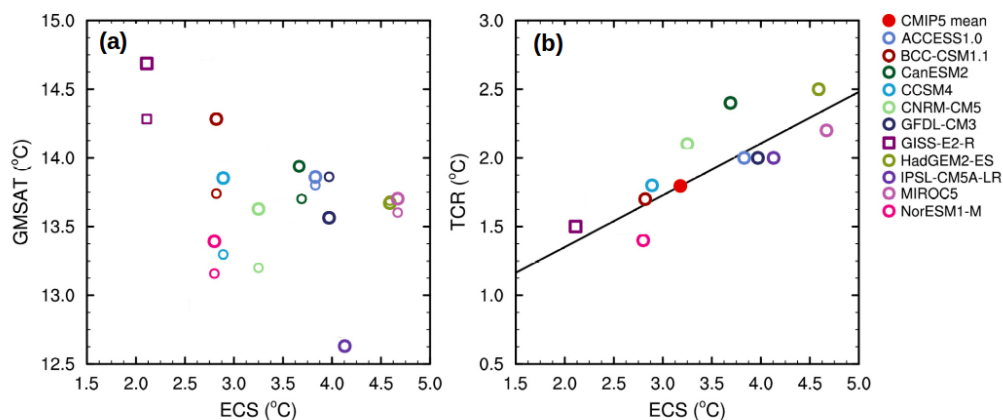 (a)
GMSAT (°C)
15.0
14.5
14.0
13.5
13.0
12.5
1.5 2.0 2.5 3.0 3.5 4.0 4.5 5.0
ECS (°C)
(b)
TCR (°C)
3.0
2.5
2.0
1.5
1.0
0.5
1.5 2.0 2.5 3.0 3.5 4.0 4.5 5.0
ECS (°C)
CMIP5 mean
ACCESS1.0
BCC-CSM1.1
CanESM2
CCSM4
CNRM-CM5
GFDL-CM3
GISS-E2-R
HadGEM2-ES
IPSL-CM5A-LR
MIROC5
NorESM1-M